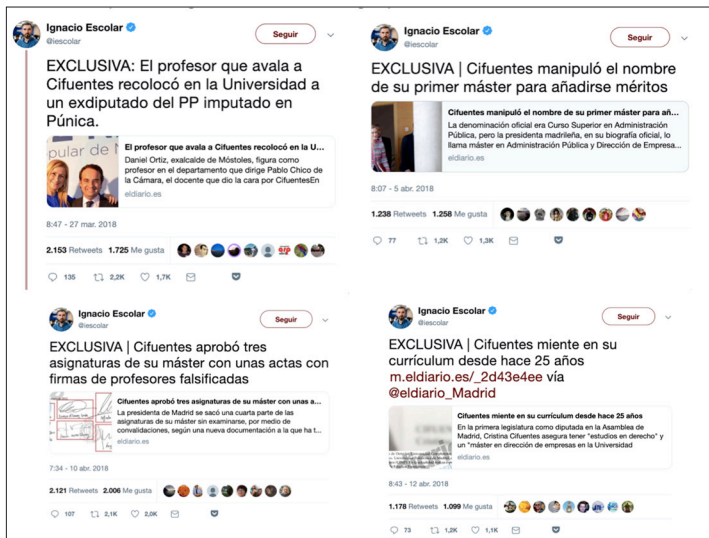 Ignacio Escolar
@iescolar
Seguir
EXCLUSIVA: El profesor que avala a
Cifuentes recolocó en la Universidad a
un exdiputado del PP imputado en
Púnica.
El profesor que avala a Cifuentes recolocó en la U...
Daniel Ortiz, exalcalde de Móstoles, figura como
profesor en el departamento que dirige Pablo Chico de
la Cámara, el docente que dio la cara por CifuentesEn
eldiario.es
8:47 - 27 mar. 2018
2.153 Retweets 1.725 Me gusta
135 2,2K 1,7K
Ignacio Escolar
@iescolar
Seguir
EXCLUSIVA | Cifuentes manipuló el nombre
de su primer máster para añadirse méritos
Cifuentes manipuló el nombre de su primer máster para añ...
La denominación oficial era Curso Superior en Administración
Pública, pero la presidenta madrileña, en su biografía oficial, lo
llama máster en Administración Pública y Dirección de Empresa...
eldiario.es
8:07 - 5 abr. 2018
1.238 Retweets 1.258 Me gusta
77 1,2K 1,3K
Ignacio Escolar
@iescolar
Seguir
EXCLUSIVA | Cifuentes aprobó tres
asignaturas de su máster con unas actas con
firmas de profesores falsificadas
Cifuentes aprobó tres asignaturas de su máster con unas a...
La presidenta de Madrid se sacó una cuarta parte de las
asignaturas de su máster sin examinarse, por medio de
convalidaciones, según una nueva documentación a la que ha t...
eldiario.es
7:34 - 10 abr. 2018
2.121 Retweets 2.006 Me gusta
107 2,1K 2,0K
Ignacio Escolar
@iescolar
Seguir
EXCLUSIVA | Cifuentes miente en su
currículum desde hace 25 años
m.eldiario.es/_2d43e4ee vía
@eldiario_Madrid
Cifuentes miente en su currículum desde hace 25 años
En la primera legislatura como diputada en la Asamblea de
Madrid, Cristina Cifuentes asegura tener "estudios en derecho" y
un "máster en dirección de empresas en la Universidad
eldiario.es
8:43 - 12 abr. 2018
1.178 Retweets 1.099 Me gusta
73 1,2K 1,1K